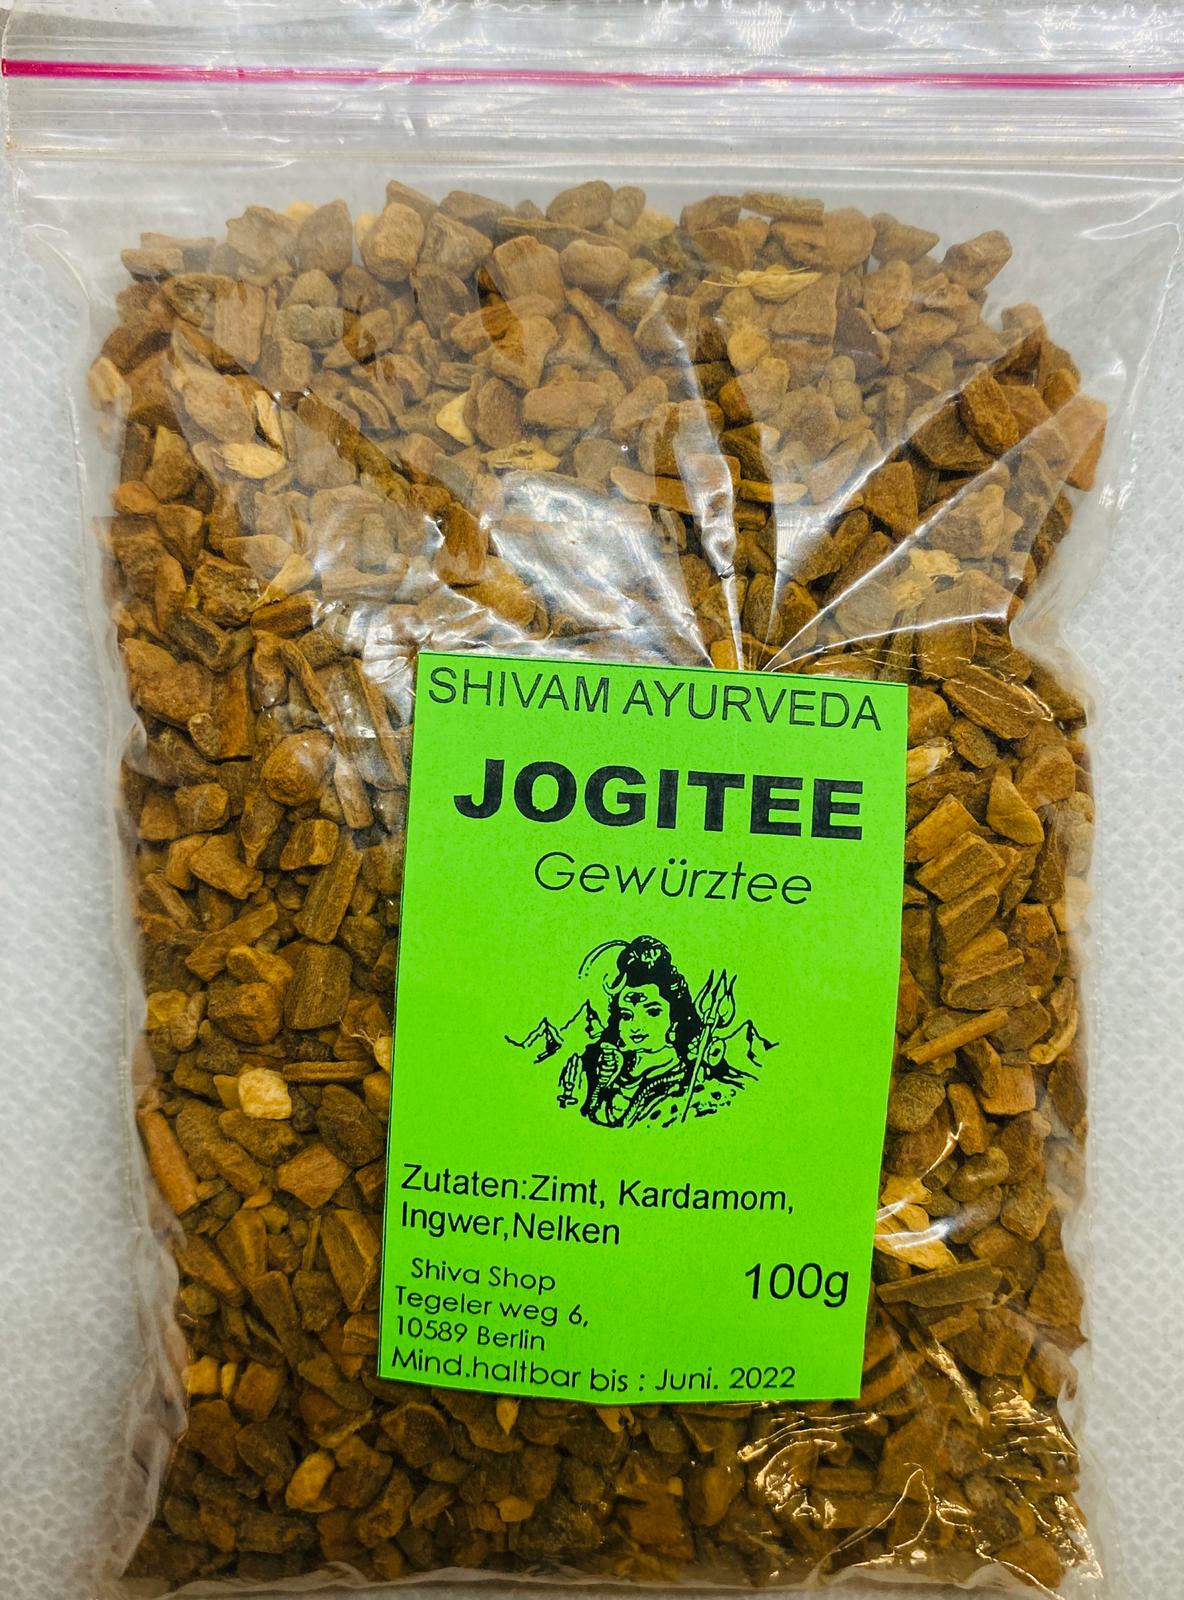 SHIVAM AYURVEDA
JOGITEE
Gewürztee
Zutaten:Zimt, Kardamom,
Ingwer,Nelken
100g
Shiva Shop
Tegeler weg 6,
10589 Berlin
Mind.haltbar bis : Juni. 2022